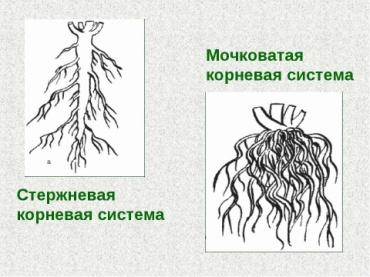 Мочковатая
корневая система
а
Стержневая
корневая система